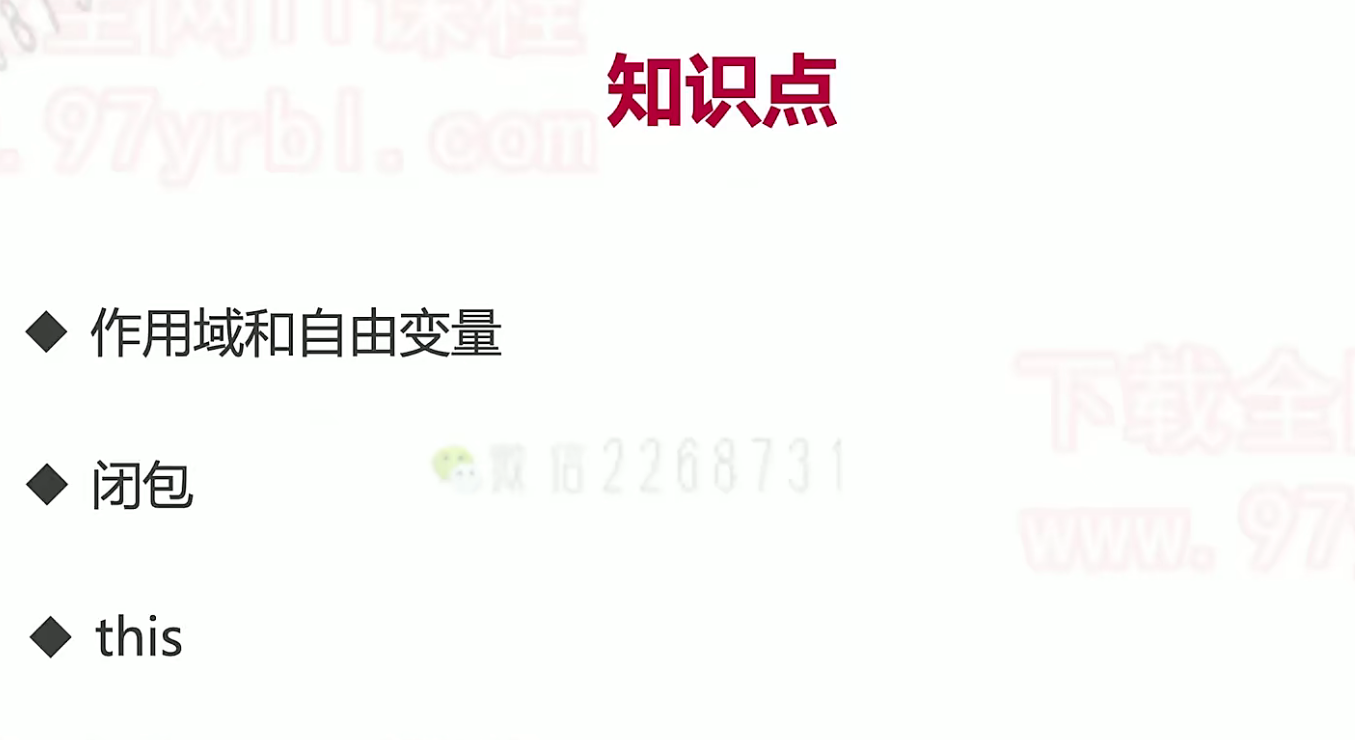 全网IT课程
知识点
.97yrbl.com
◆ 作用域和自由变量
下载全
◆ 闭包
微信2268731
www.97
◆ this